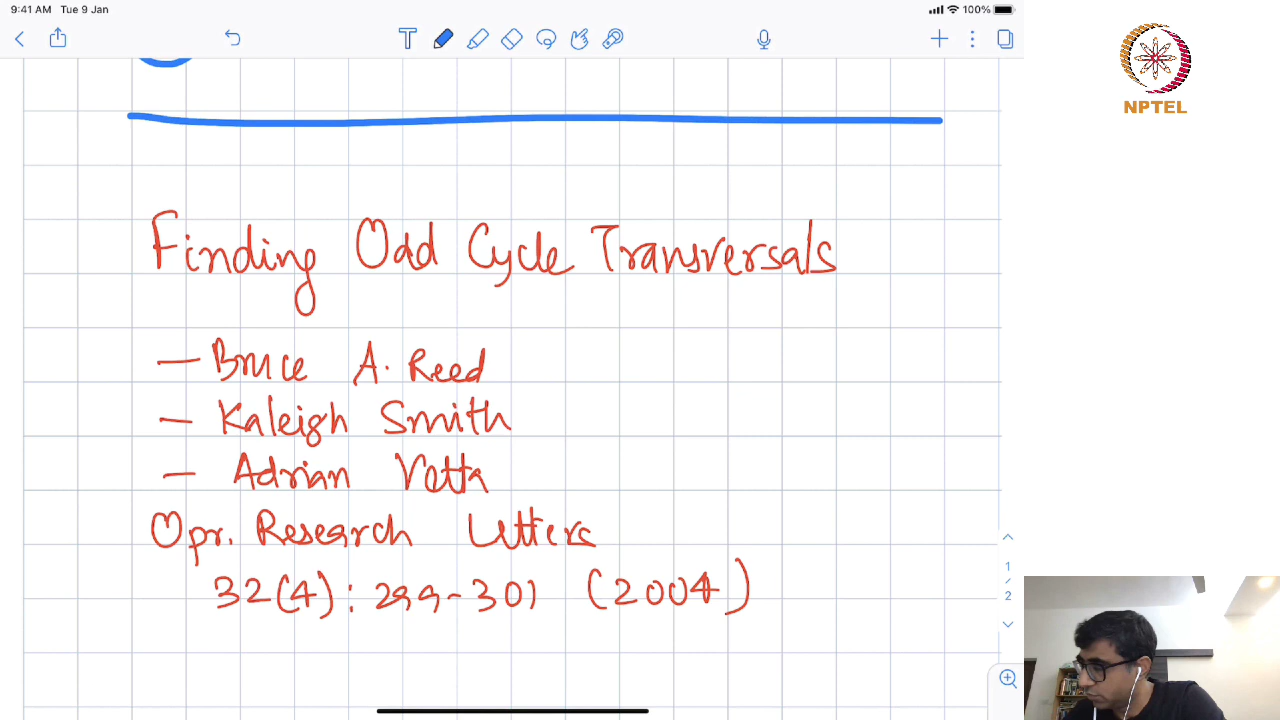 9:41 AM Tue 9 Jan
100%
NPTEL
Finding Odd Cycle Transversals
— Bruce A. Reed
— Kaleigh Smith
— Adrian Vetta
Opr. Research Letters
32(4): 299-301 (2004)
1
/
2